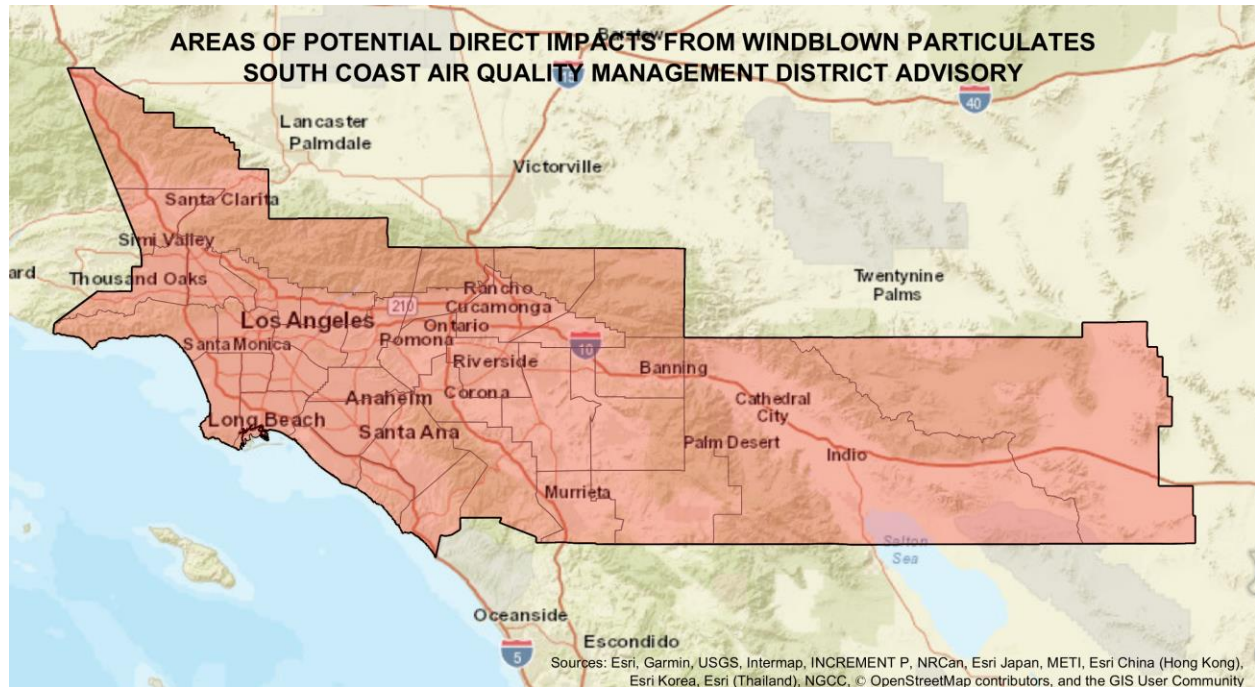 AREAS OF POTENTIAL DIRECT IMPACTS FROM WINDBLOWN PARTICULATES
SOUTH COAST AIR QUALITY MANAGEMENT DISTRICT ADVISORY
Barstow
15
40
Lancaster
Palmdale
Victorville
Santa Clarita
Simi Valley
ard
Thousand Oaks
Twentynine
Palms
Rancho
Cucamonga
210
Los Angeles
Ontario
Pomona
Santa Monica
10
Riverside
Banning
Corona
Anaheim
Cathedral
City
Long Beach
Santa Ana
Palm Desert
Indio
Murrieta
Salton
Sea
Oceanside
Escondido
5
Sources: Esri, Garmin, USGS, Intermap, INCREMENT P, NRCan, Esri Japan, METI, Esri China (Hong Kong),
Esri Korea, Esri (Thailand), NGCC, © OpenStreetMap contributors, and the GIS User Community